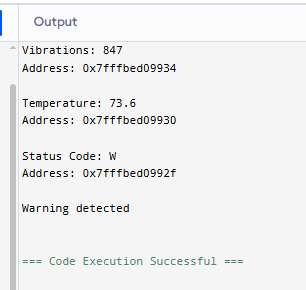 Output
Vibrations: 847
Address: 0x7fffbed09934
Temperature: 73.6
Address: 0x7fffbed09930
Status Code: W
Address: 0x7fffbed0992f
Warning detected
=== Code Execution Successful ===